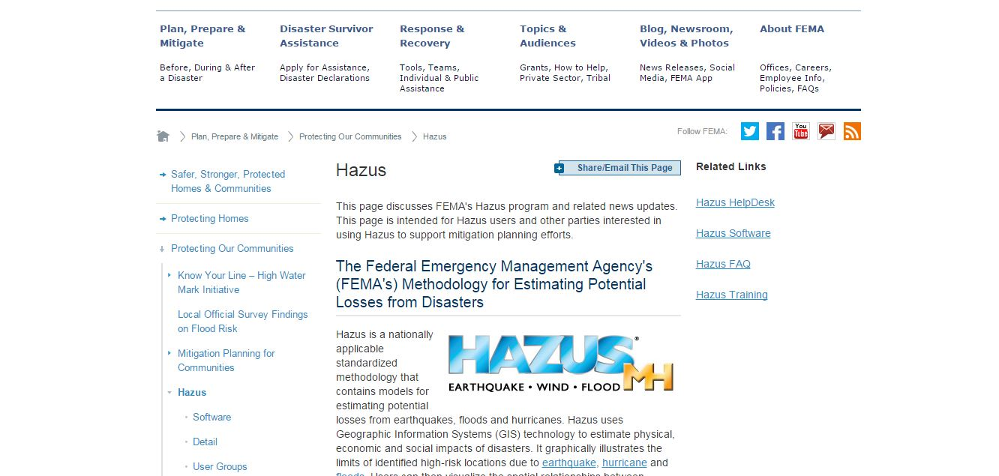 Plan, Prepare &
Mitigate
Before, During & After
a Disaster
Disaster Survivor
Assistance
Apply for Assistance,
Disaster Declarations
Response &
Recovery
Tools, Teams,
Individual & Public
Assistance
Topics &
Audiences
Grants, How to Help,
Private Sector, Tribal
Blog, Newsroom,
Videos & Photos
News Releases, Social
Media, FEMA App
About FEMA
Offices, Careers,
Employee Info,
Policies, FAQs
Plan, Prepare & Mitigate
Protecting Our Communities
Hazus
Follow FEMA:
You
Tube
Safer, Stronger, Protected
Homes & Communities
Protecting Homes
Protecting Our Communities
Know Your Line – High Water
Mark Initiative
Local Official Survey Findings
on Flood Risk
Mitigation Planning for
Communities
Hazus
Software
Detail
User Groups
Hazus
Share/Email This Page
This page discusses FEMA's Hazus program and related news updates.
This page is intended for Hazus users and other parties interested in
using Hazus to support mitigation planning efforts.
The Federal Emergency Management Agency's
(FEMA's) Methodology for Estimating Potential
Losses from Disasters
Hazus is a nationally
applicable
standardized
methodology that
contains models for
estimating potential
HAZUS®
MH
EARTHQUAKE • WIND • FLOOD
losses from earthquakes, floods and hurricanes. Hazus uses
Geographic Information Systems (GIS) technology to estimate physical,
economic and social impacts of disasters. It graphically illustrates the
limits of identified high-risk locations due to earthquake, hurricane and
floods. Users can then visualize the spatial relationships between
Related Links
Hazus HelpDesk
Hazus Software
Hazus FAQ
Hazus Training